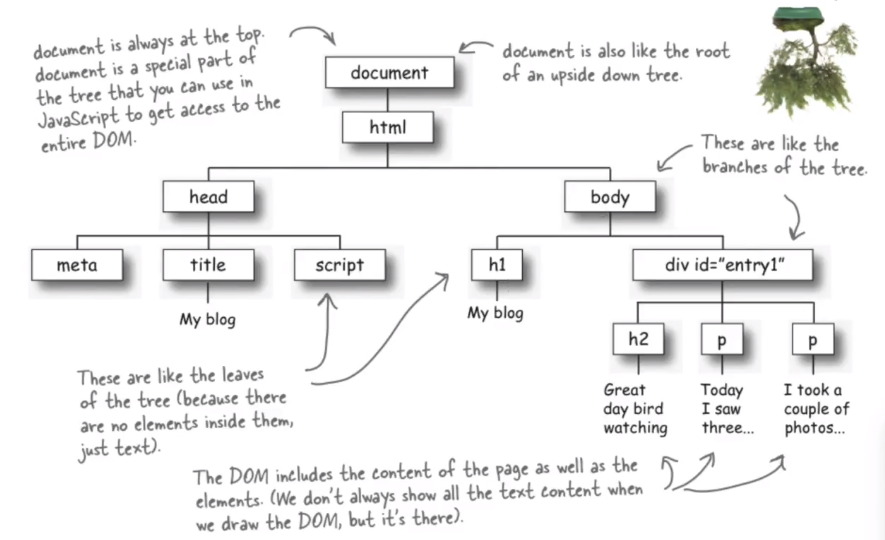 document is always at the top.
document is a special part of
the tree that you can use in
JavaScript to get access to the
entire DOM.
document
document is also like the root
of an upside down tree.
html
These are like the
branches of the tree.
head
body
meta
title
script
h1
div id="entry1"
My blog
My blog
h2
p
p
Great
day bird
watching
Today
I saw
three...
I took a
couple of
photos...
These are like the leaves
of the tree (because there
are no elements inside them,
just text).
The DOM includes the content of the page as well as the
elements. (We don't always show all the text content when
we draw the DOM, but it's there).